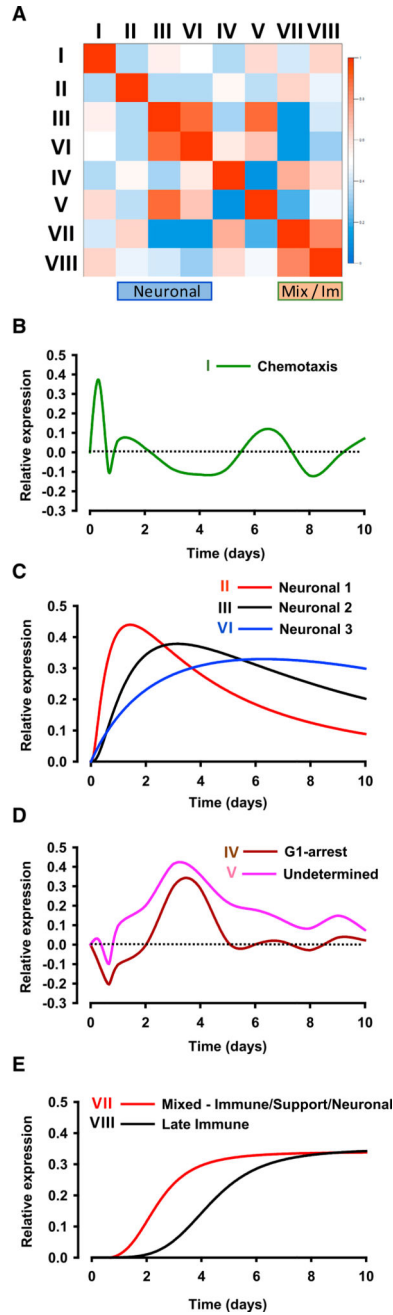 A
I II III VI IV V VII VIII
I
II
III
VI
IV
V
VII
VIII
Neuronal
Mix / Im
B
I Chemotaxis
Relative expression
0.5
0.4
0.3
0.2
0.1
0.0
-0.1
-0.2
-0.3
0 2 4 6 8 10
Time (days)
C
II Neuronal 1
III Neuronal 2
VI Neuronal 3
Relative expression
0.5
0.4
0.3
0.2
0.1
0.0
0 2 4 6 8 10
Time (days)
D
IV G1-arrest
V Undetermined
Relative expression
0.5
0.4
0.3
0.2
0.1
0.0
-0.1
-0.2
-0.3
0 2 4 6 8 10
Time (days)
E
VII Mixed - Immune/Support/Neuronal
VIII Late Immune
Relative expression
0.4
0.3
0.2
0.1
0.0
0 2 4 6 8 10
Time (days)